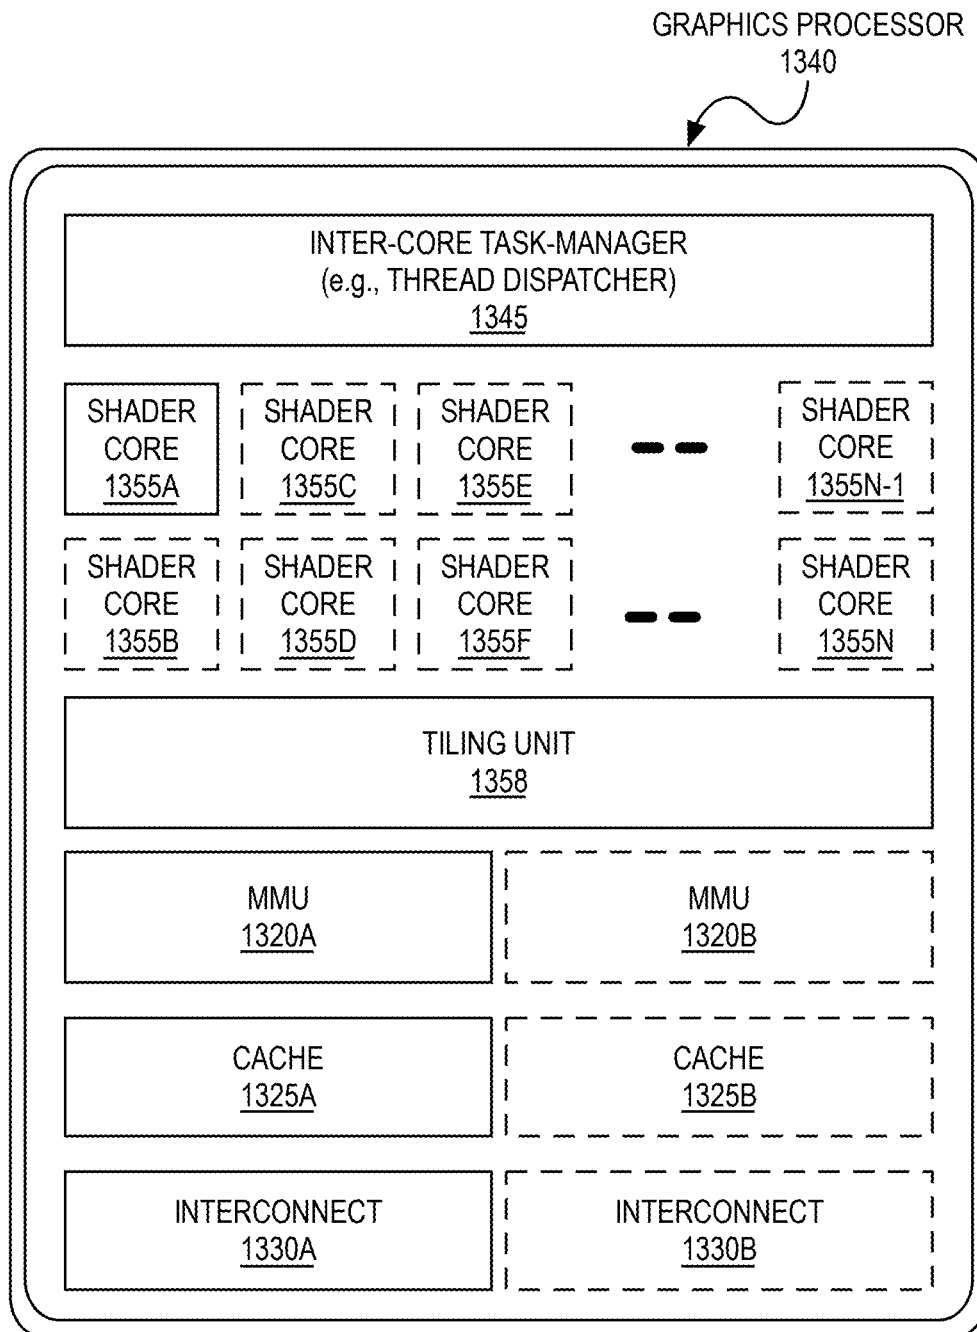 GRAPHICS PROCESSOR
1340
INTER-CORE TASK-MANAGER
(e.g., THREAD DISPATCHER)
1345
SHADER
CORE
1355A
SHADER
CORE
1355C
SHADER
CORE
1355E
SHADER
CORE
1355N-1
SHADER
CORE
1355B
SHADER
CORE
1355D
SHADER
CORE
1355F
SHADER
CORE
1355N
TILING UNIT
1358
MMU
1320A
MMU
1320B
CACHE
1325A
CACHE
1325B
INTERCONNECT
1330A
INTERCONNECT
1330B